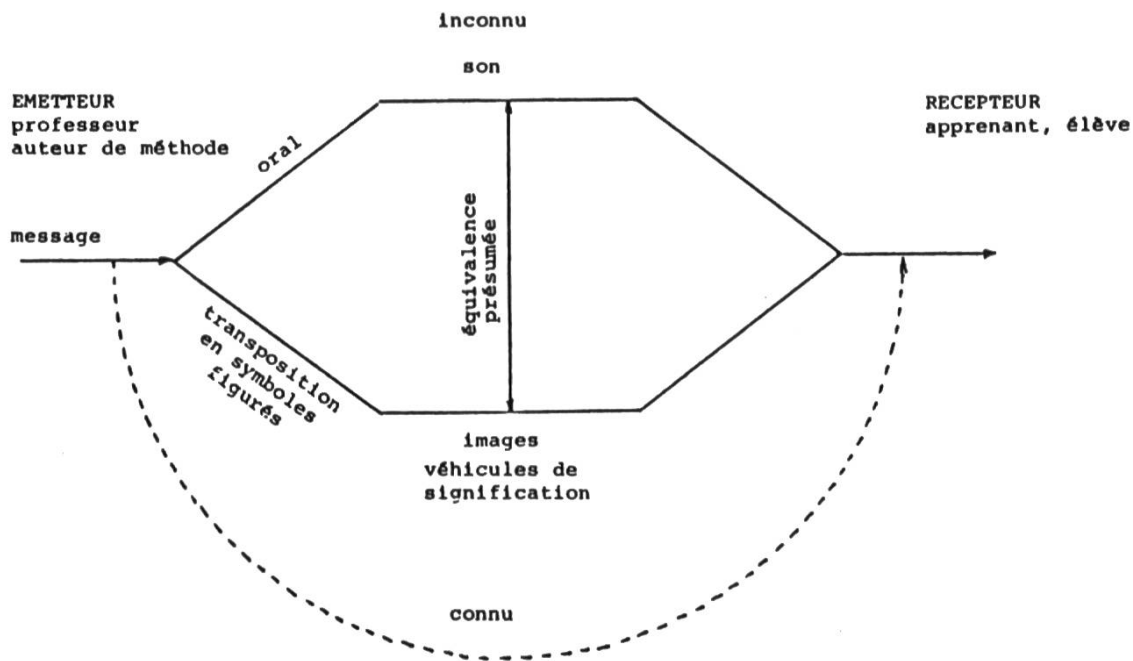 inconnu
son
EMETTEUR
professeur
auteur de méthode
RECEPTEUR
apprenant, élève
oral
message
équivalence
présumée
transposition
en symboles
figurés
images
véhicules de
signification
connu